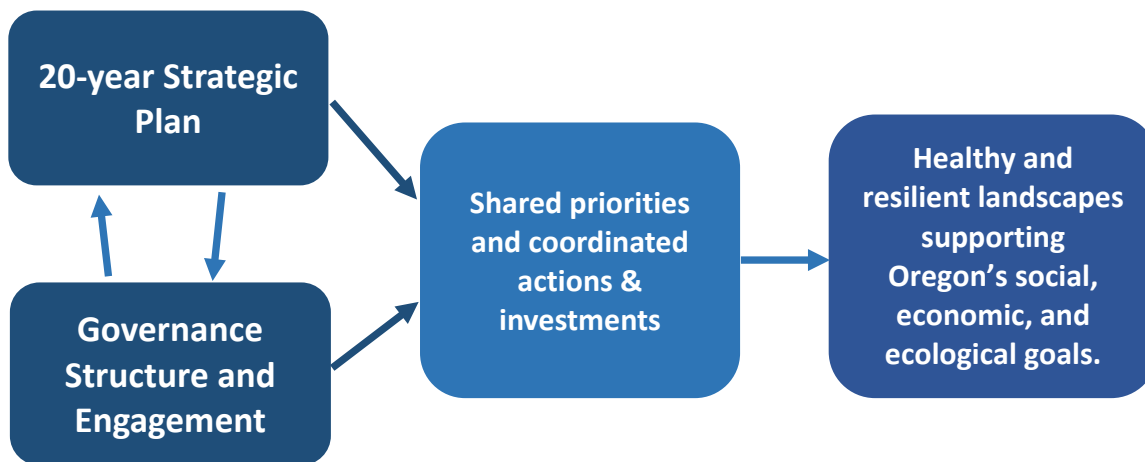 20-year Strategic
Plan
Governance
Structure and
Engagement
Shared priorities
and coordinated
actions &
investments
Healthy and
resilient landscapes
supporting
Oregon’s social,
economic, and
ecological goals.